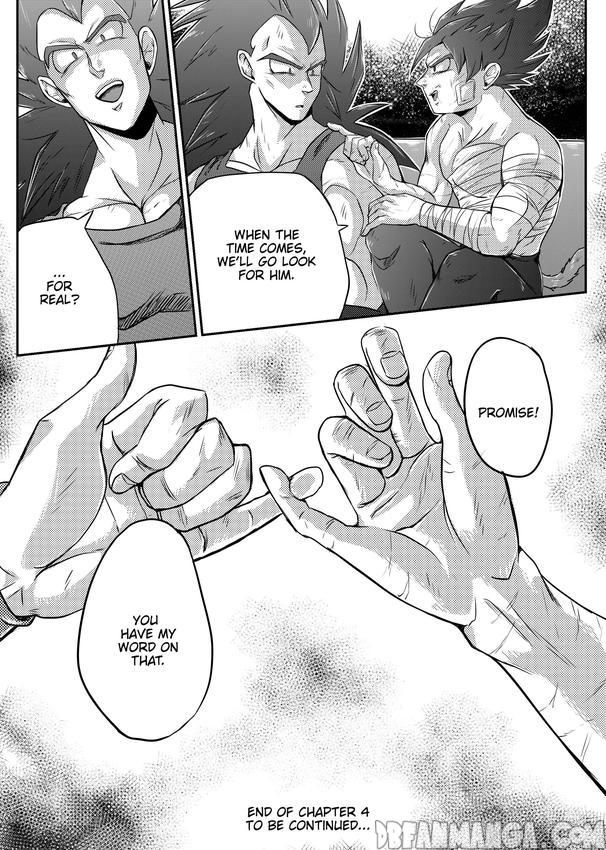 WHEN THE
TIME COMES,
WE'LL GO LOOK
FOR HIM.
...
FOR
REAL?
PROMISE!
YOU
HAVE MY
WORD ON
THAT.
END OF CHAPTER 4
TO BE CONTINUED...
DBFANMANGA.COM